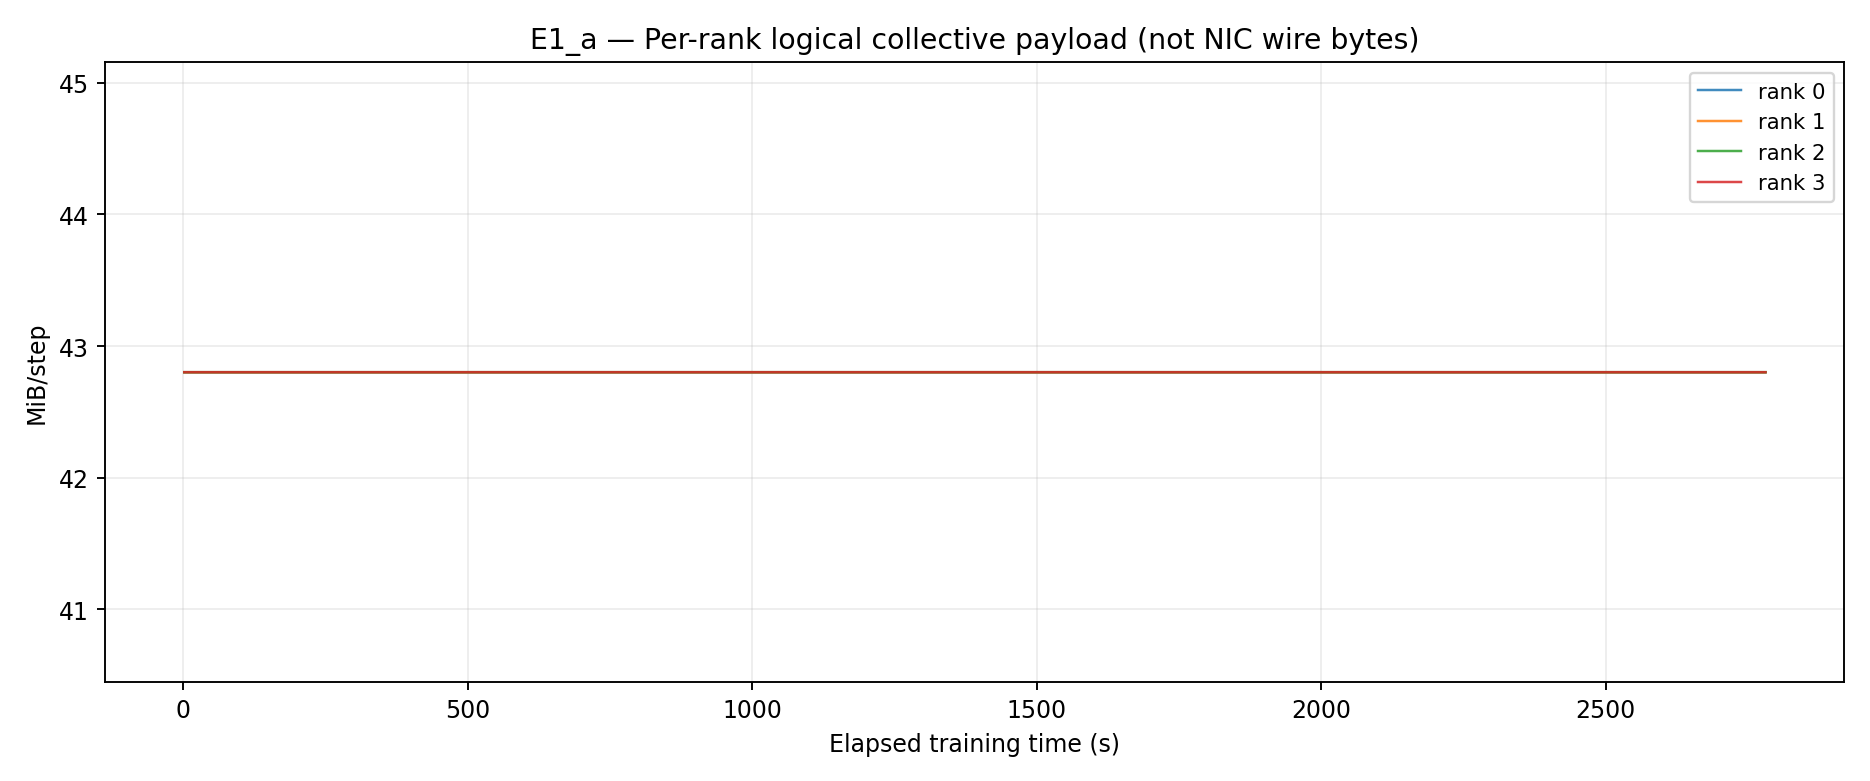 E1_a — Per-rank logical collective payload (not NIC wire bytes)
45
44
43
42
41
MiB/step
rank 0
rank 1
rank 2
rank 3
0 500 1000 1500 2000 2500
Elapsed training time (s)